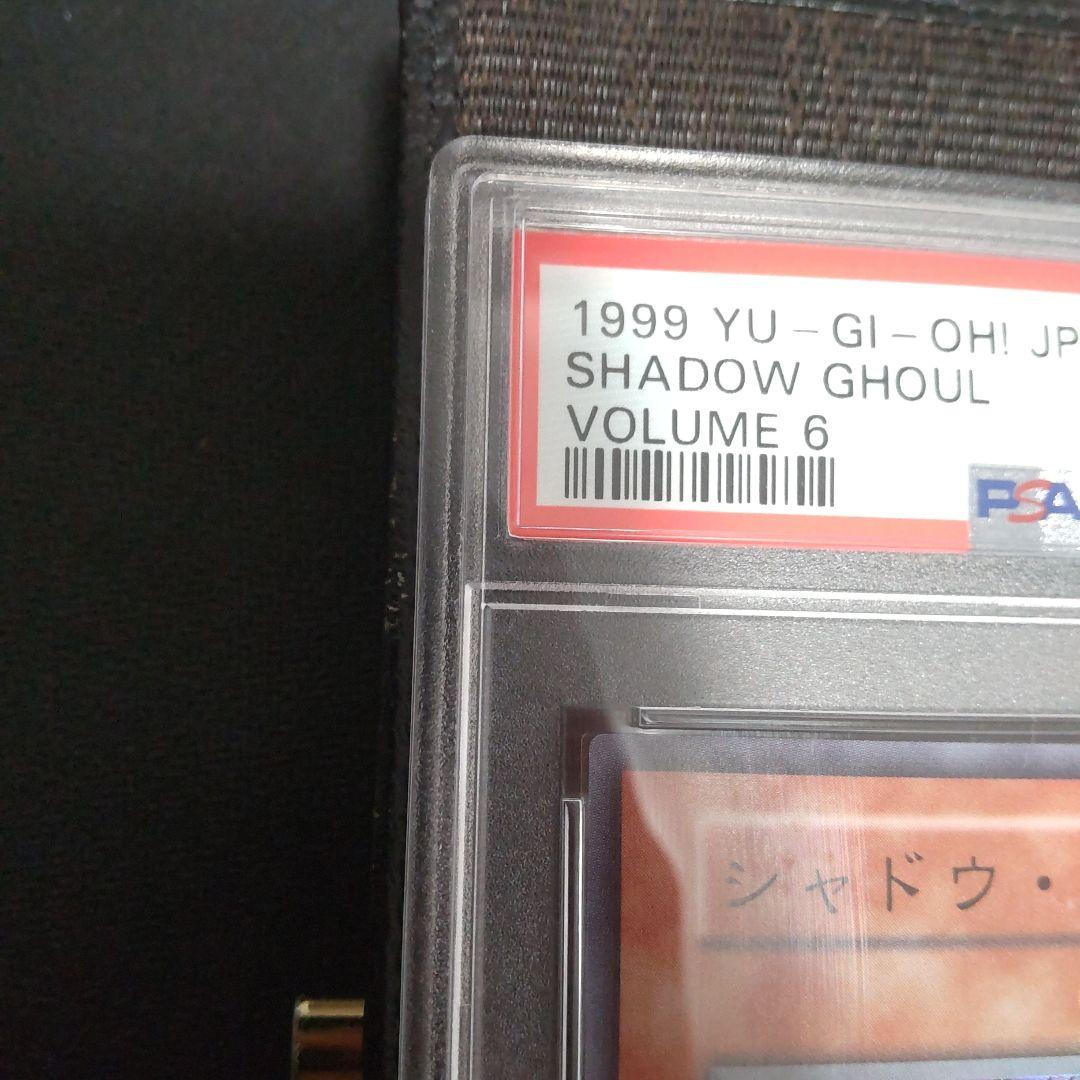 1999 YU-GI-OH! JP
SHADOW GHOUL
VOLUME 6
PSA
シャドウ・